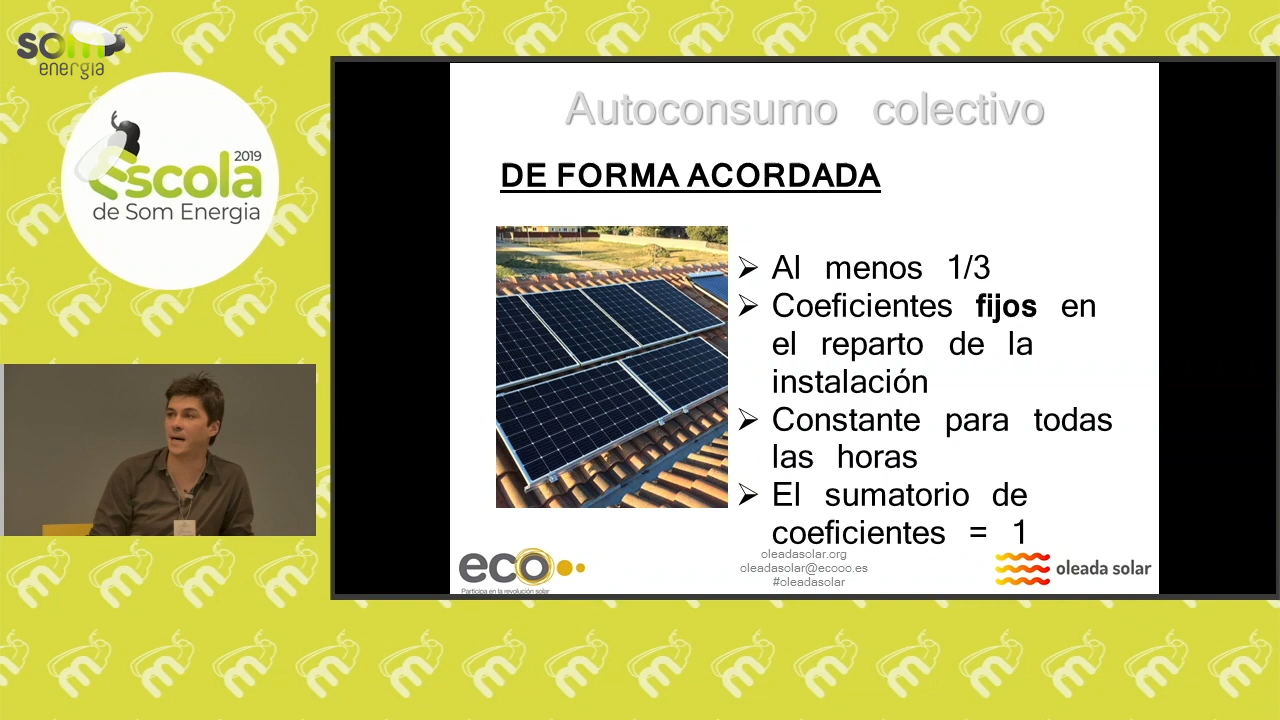 som
energia
2019
Escola
de Som Energia
Autoconsumo colectivo
DE FORMA ACORDADA
Al menos 1/3
Coeficientes fijos en
el reparto de la
instalación
Constante para todas
las horas
El sumatorio de
coeficientes = 1
eco
Participa en la revolución solar
oleadasolar.org
oleadasolar@ecooo.es
#oleadasolar
oleada solar